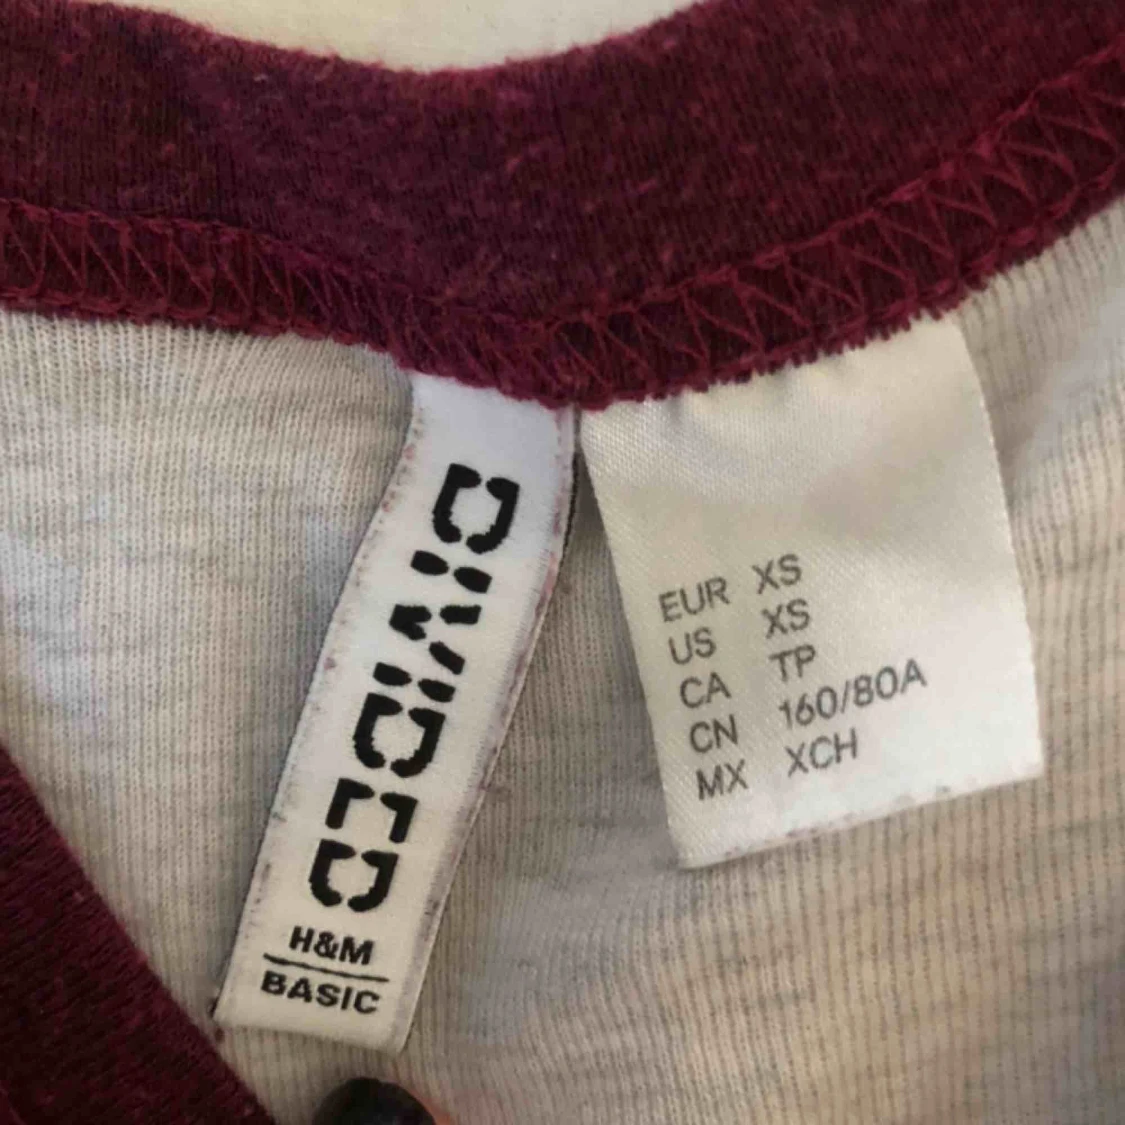 DIVIDED
H&M
BASIC
EUR XS
US XS
CA TP
CN 160/80A
MX XCH